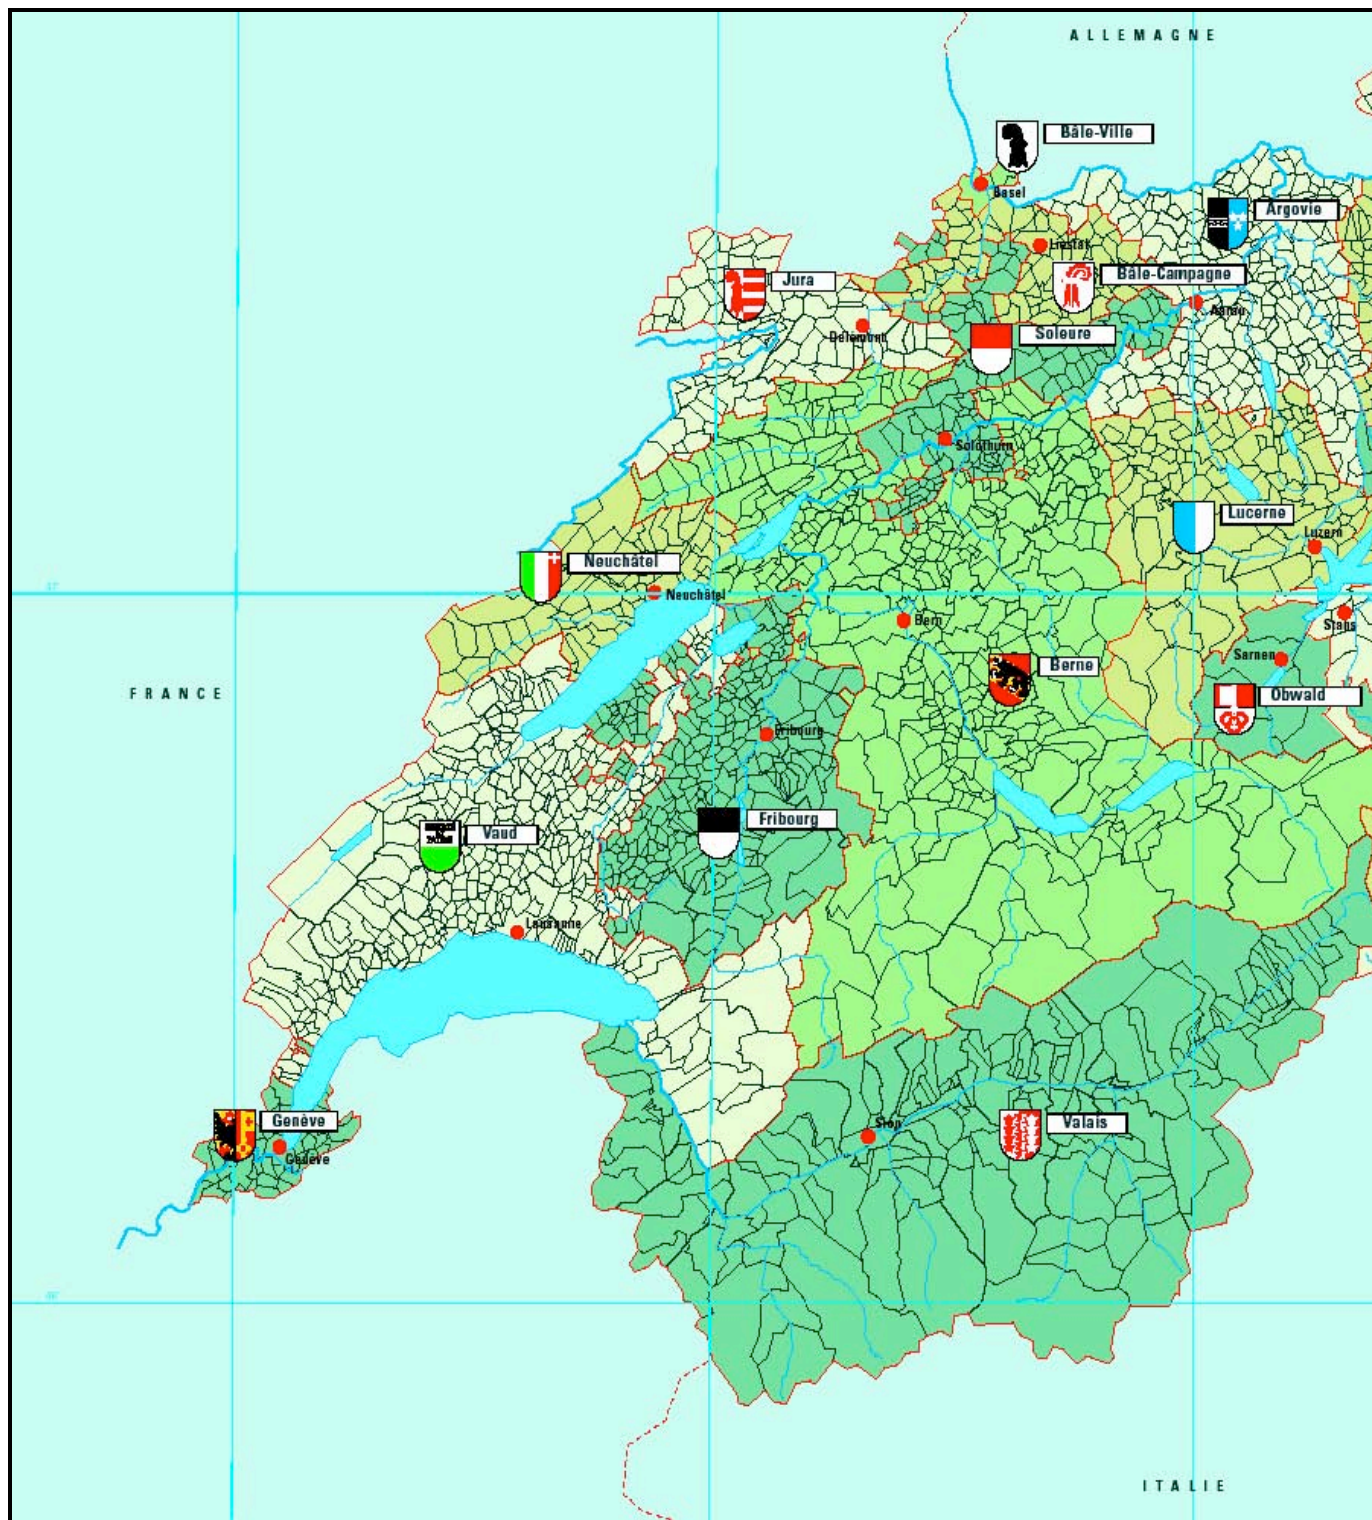 ALLEMAGNE
Bâle-Ville
Basel
Argovie
Liestal
Bâle-Campagne
Jura
Aarau
Delémont
Soleure
Solothurn
Lucerne
Luzern
Neuchâtel
Neuchâtel
Stans
Bern
Sarnen
Berne
FRANCE
Obwald
Fribourg
Fribourg
Vaud
Lausanne
Genève
Genève
Sion
Valais
ITALIE